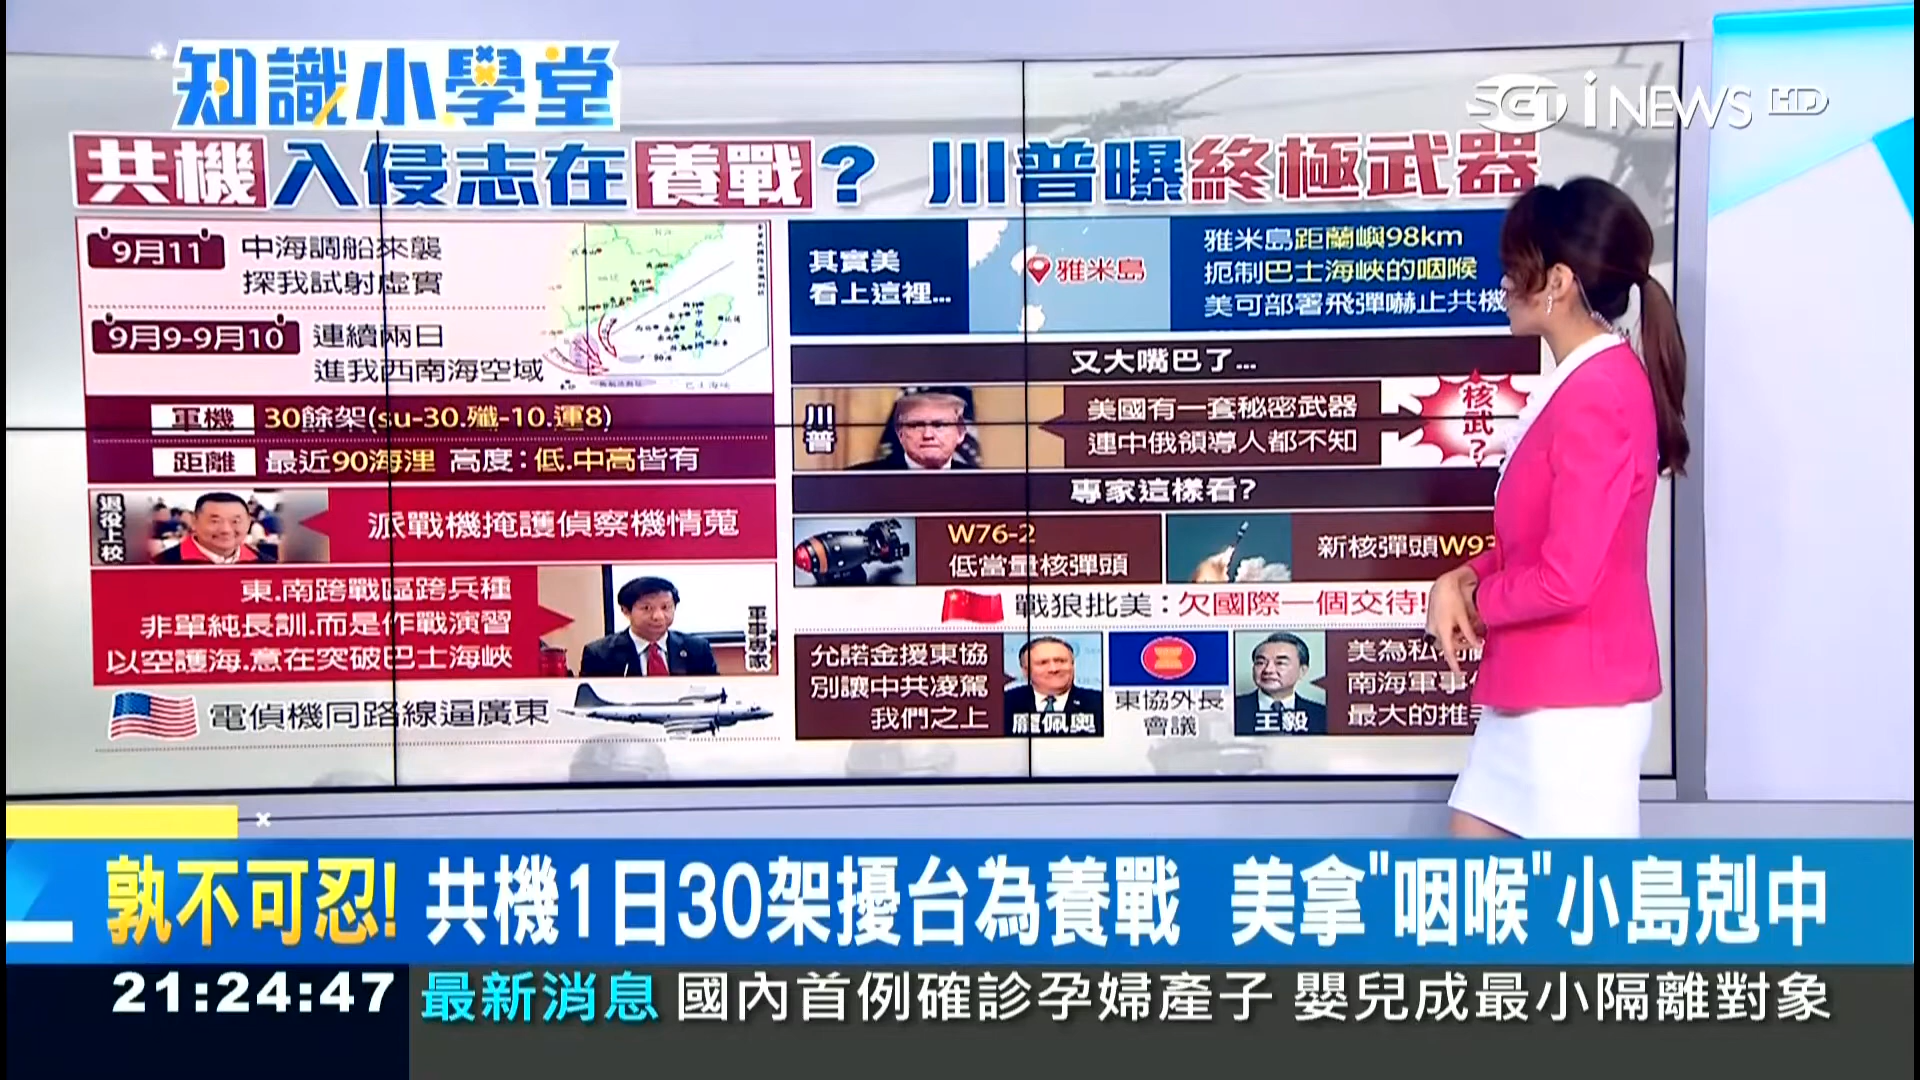 知識小學堂
SET iNEWS HD
共機入侵志在養戰? 川普曝終極武器
9月11
中海調船來襲
探我試射虛實
9月9-9月10
連續兩日
進我西南海空域
軍機 30餘架(su-30.殲-10.運8)
距離 最近90海浬 高度:低.中高皆有
退役上校
派戰機掩護偵察機情蒐
東.南跨戰區跨兵種
非單純長訓.而是作戰演習
以空護海.意在突破巴士海峽
軍事專家
電偵機同路線逼廣東
其實美
看上這裡...
雅米島
雅米島距蘭嶼98km
扼制巴士海峽的咽喉
美可部署飛彈嚇止共機
又大嘴巴了...
川普
美國有一套秘密武器
連中俄領導人都不知
核武?
專家這樣看?
W76-2
低當量核彈頭
新核彈頭W93
戰狼批美:欠國際一個交待!
允諾金援東協
別讓中共凌駕
我們之上
龐佩奧
東協外長
會議
王毅
美為私
南海軍事
最大的推
孰不可忍! 共機1日30架擾台為養戰 美拿"咽喉"小島剋中
21:24:47
最新消息 國內首例確診孕婦產子 嬰兒成最小隔離對象